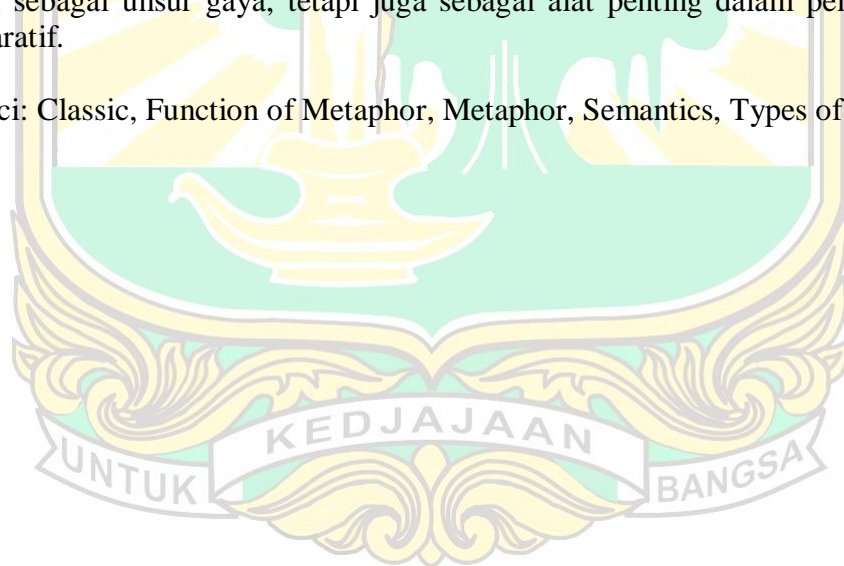 sebagai unsur gaya, tetapi juga sebagai alat penting dalam
aratif.
ci: Classic, Function of Metaphor, Metaphor, Semantics, Types of
UNTUK KEDJAJAAN BANGSA